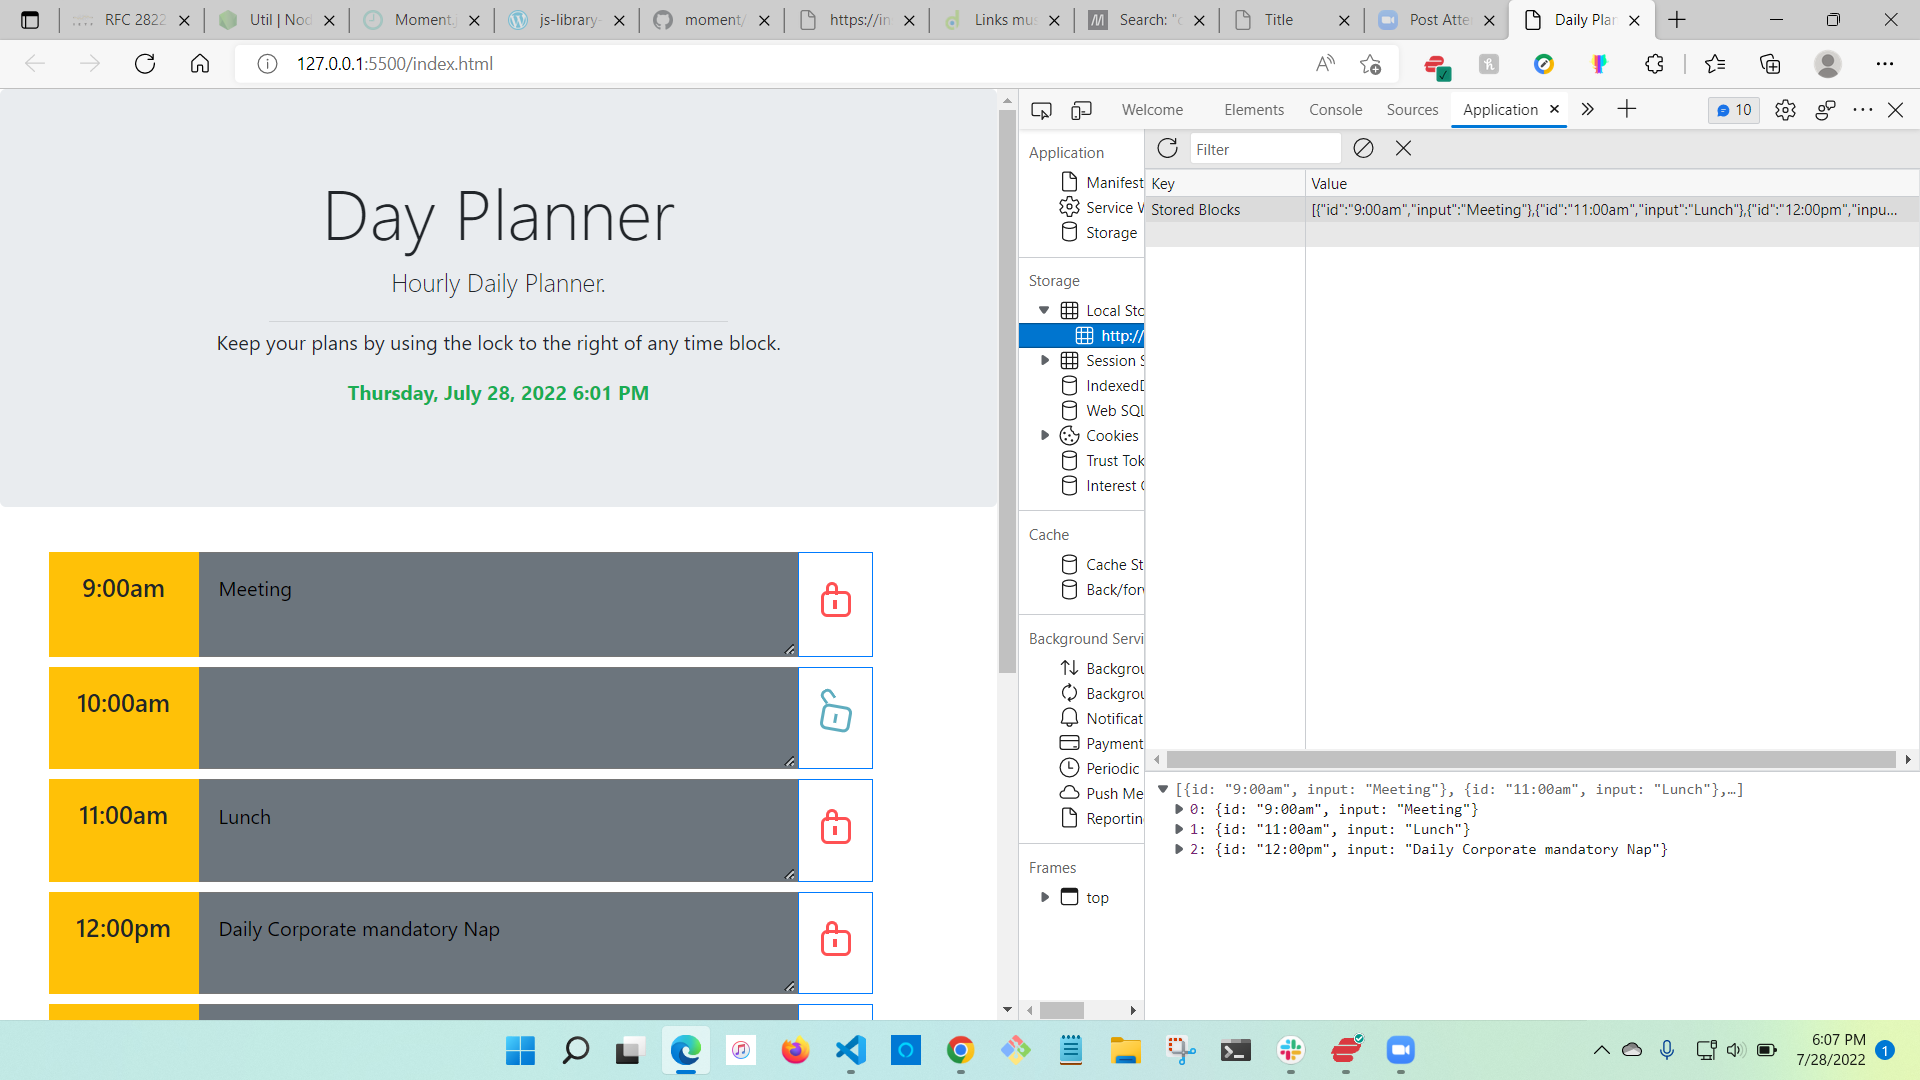 RFC 2822
Util | Nod
Moment.j
js-library-
moment/
https://in
Links mus
Search: "c
Title
Post Atte
Daily Plan
127.0.0.1:5500/index.html
Welcome
Elements
Console
Sources
Application
10
Day Planner
Hourly Daily Planner.
Keep your plans by using the lock to the right of any time block.
Thursday, July 28, 2022 6:01 PM
9:00am
Meeting
10:00am
11:00am
Lunch
12:00pm
Daily Corporate mandatory Nap
Application
Manifest
Service W
Storage
Storage
Local Sto
http://
Session S
IndexedD
Web SQL
Cookies
Trust Tok
Interest G
Cache
Cache St
Back/forw
Background Servi
Backgrou
Backgrou
Notificat
Payment
Periodic
Push Me
Reportin
Frames
top
Filter
Key
Value
Stored Blocks
[{"id":"9:00am","input":"Meeting"},{"id":"11:00am","input":"Lunch"},{"id":"12:00pm","inpu...
[{id: "9:00am", input: "Meeting"}, {id: "11:00am", input: "Lunch"},…]
0: {id: "9:00am", input: "Meeting"}
1: {id: "11:00am", input: "Lunch"}
2: {id: "12:00pm", input: "Daily Corporate mandatory Nap"}
6:07 PM
7/28/2022
1